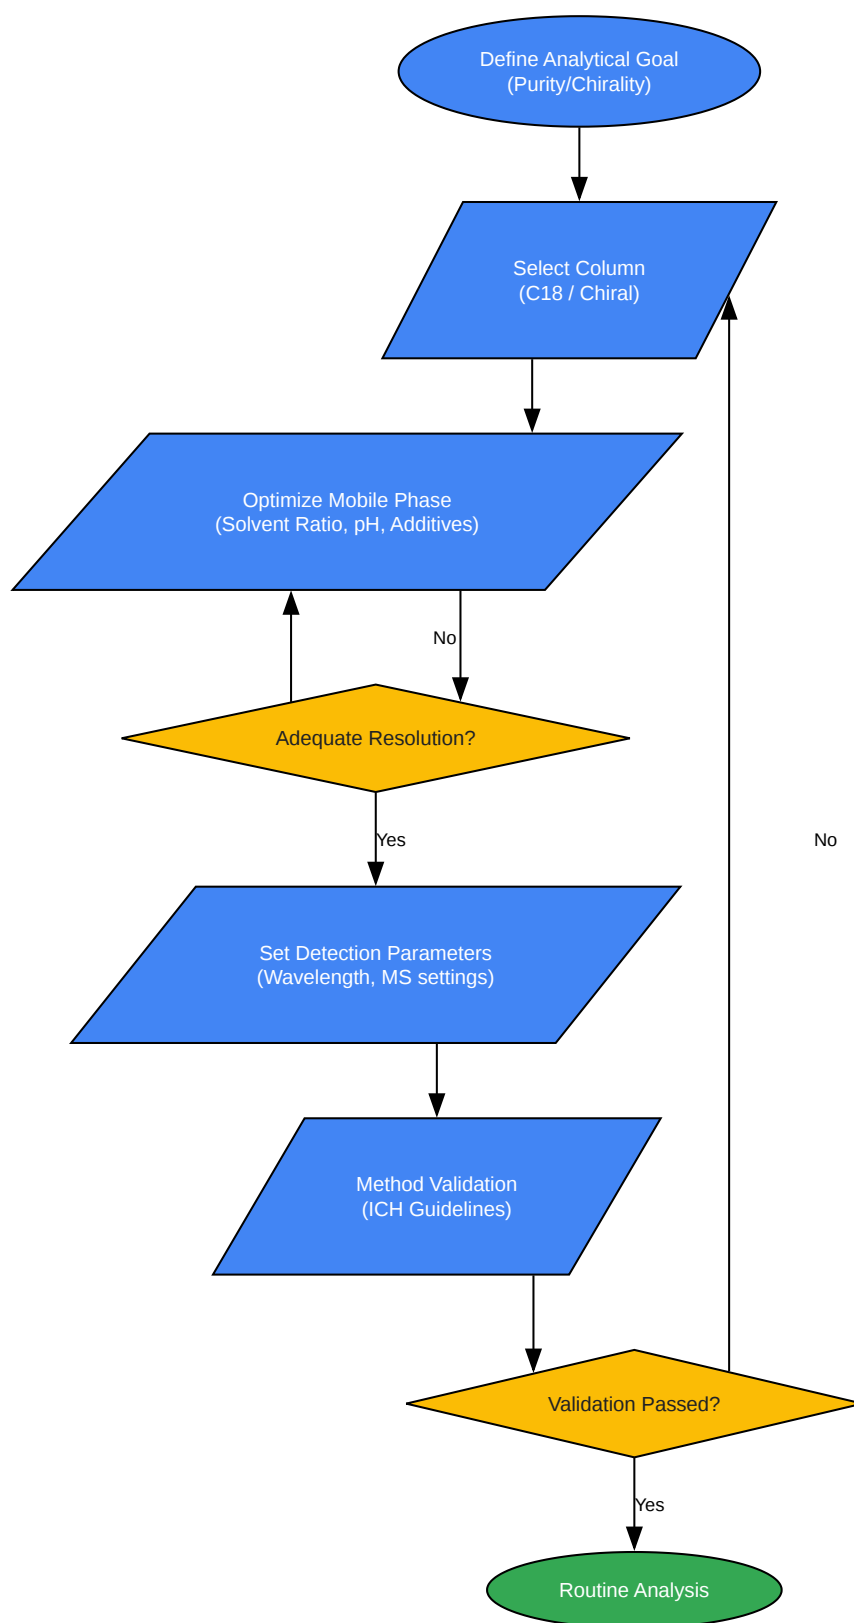 Define Analytical Goal
(Purity/Chirality)
Select Column
(C18 / Chiral)
Optimize Mobile Phase
(Solvent Ratio, pH, Additives)
No
Adequate Resolution?
Yes
No
Set Detection Parameters
(Wavelength, MS settings)
Method Validation
(ICH Guidelines)
Validation Passed?
Yes
Routine Analysis